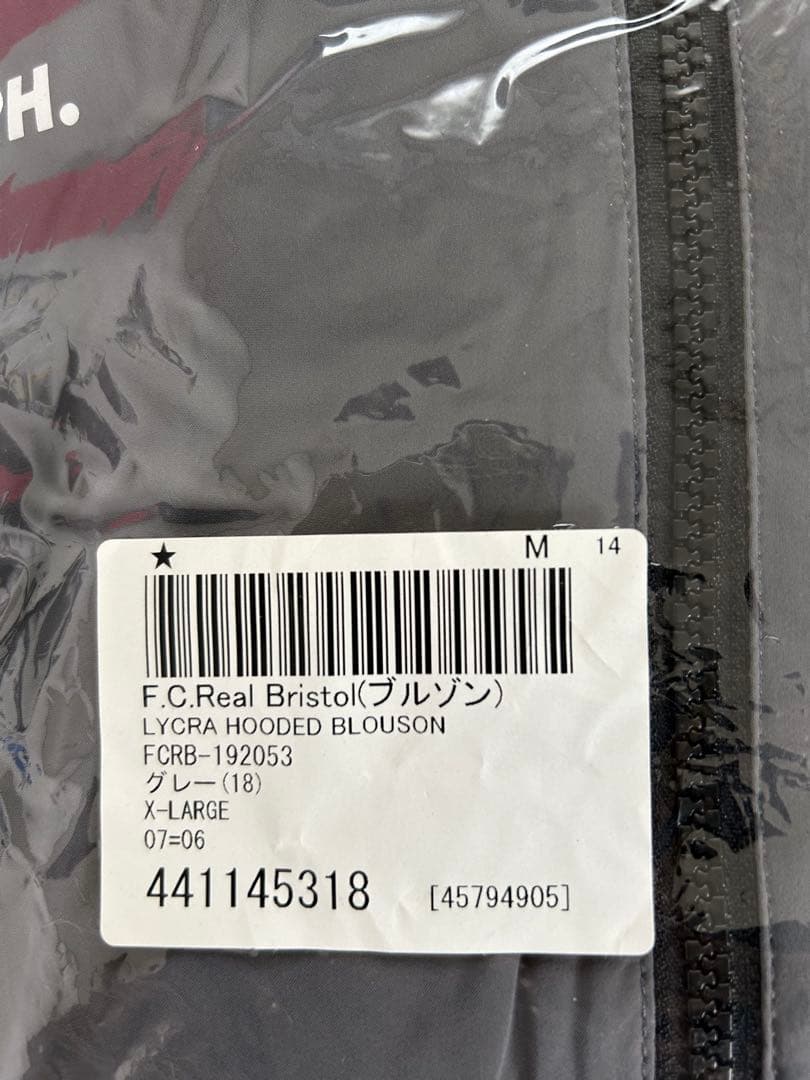 PH.
★ M 14
F.C.Real Bristol(ブルゾン)
LYCRA HOODED BLOUSON
FCRB-192053
グレー(18)
X-LARGE
07=06
441145318 [45794905]